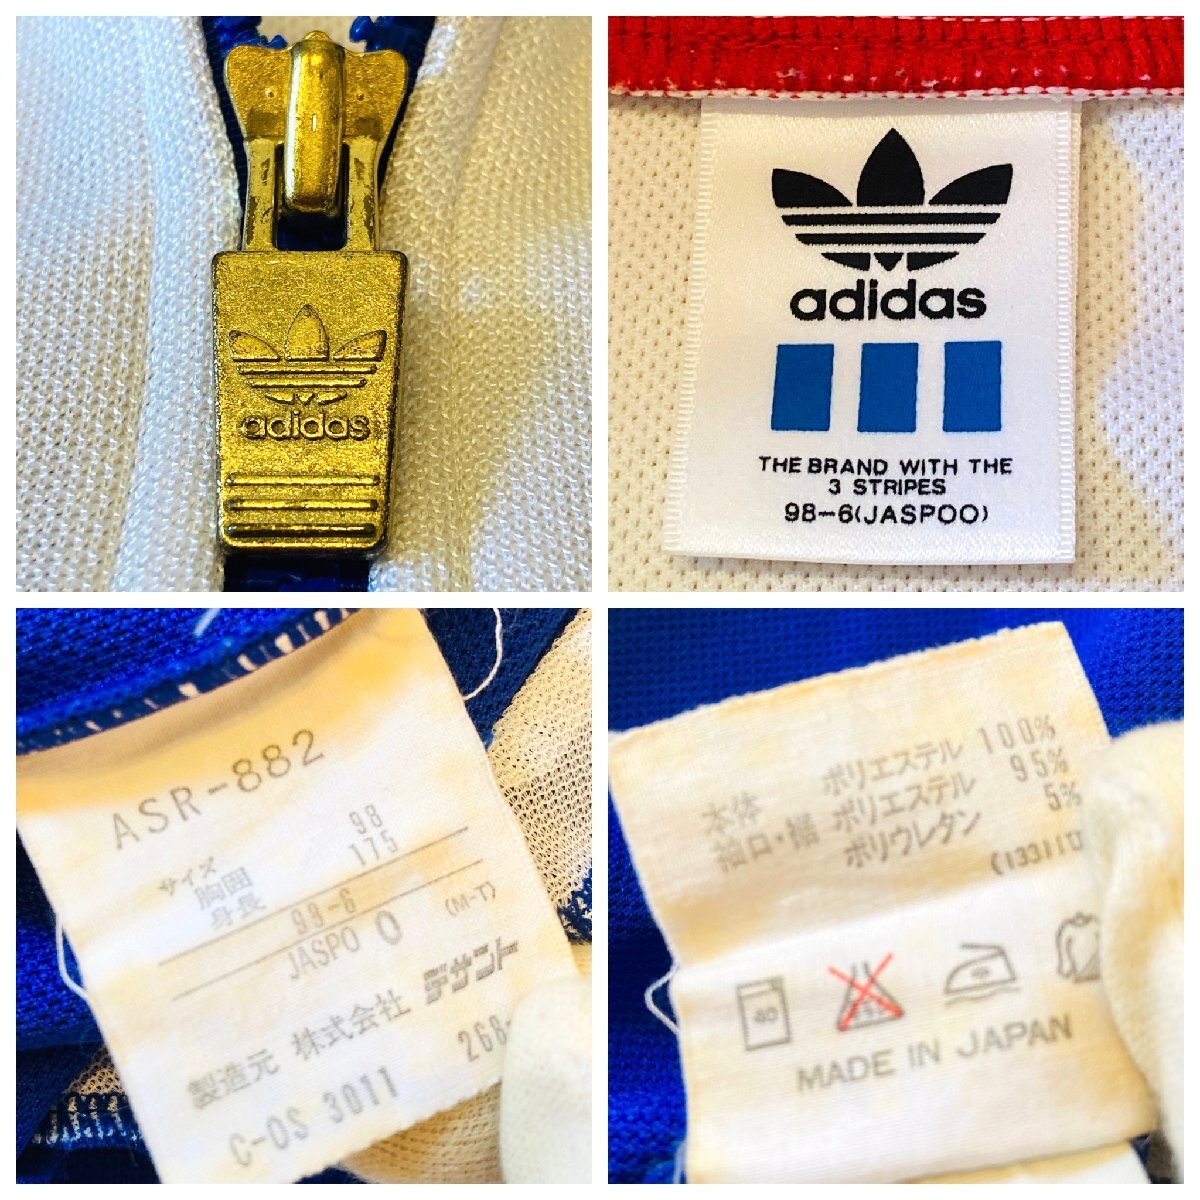 adidas
adidas
THE BRAND WITH THE
3 STRIPES
98-6(JASPOO)
ASR-882
サイズ
胸囲 98
身長 175
98-6 (M-T)
JASPO O
製造元 株式会社 デサント
C-OS 3011 268-
本体 ポリエステル 100%
袖口・裾 ポリエステル 95%
ポリウレタン 5%
40
MADE IN JAPAN